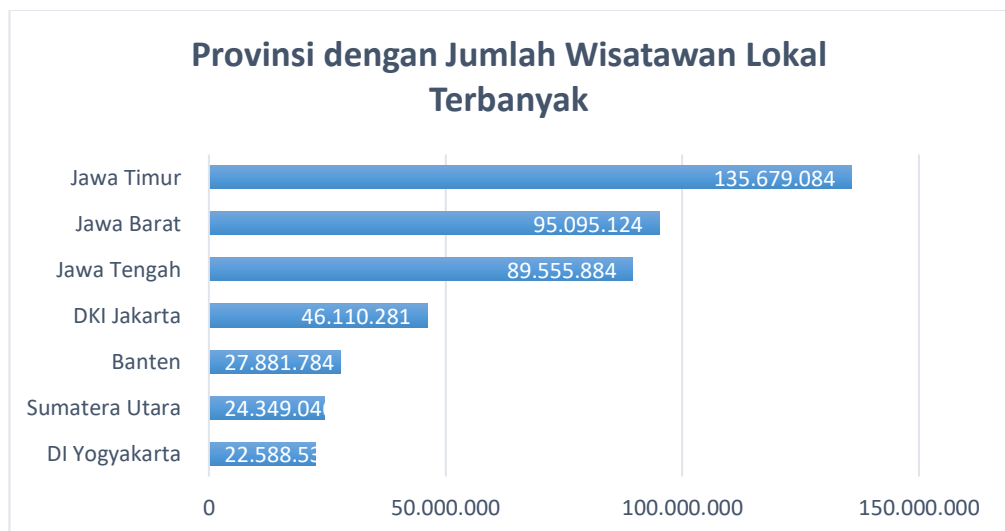 Provinsi dengan Jumlah Wisatawan Lokal
Terbanyak
Jawa Timur 135.679.084
Jawa Barat 95.095.124
Jawa Tengah 89.555.884
DKI Jakarta 46.110.281
Banten 27.881.784
Sumatera Utara
DI Yogyakarta
0 50.000.000 100.000.000 150.000.000